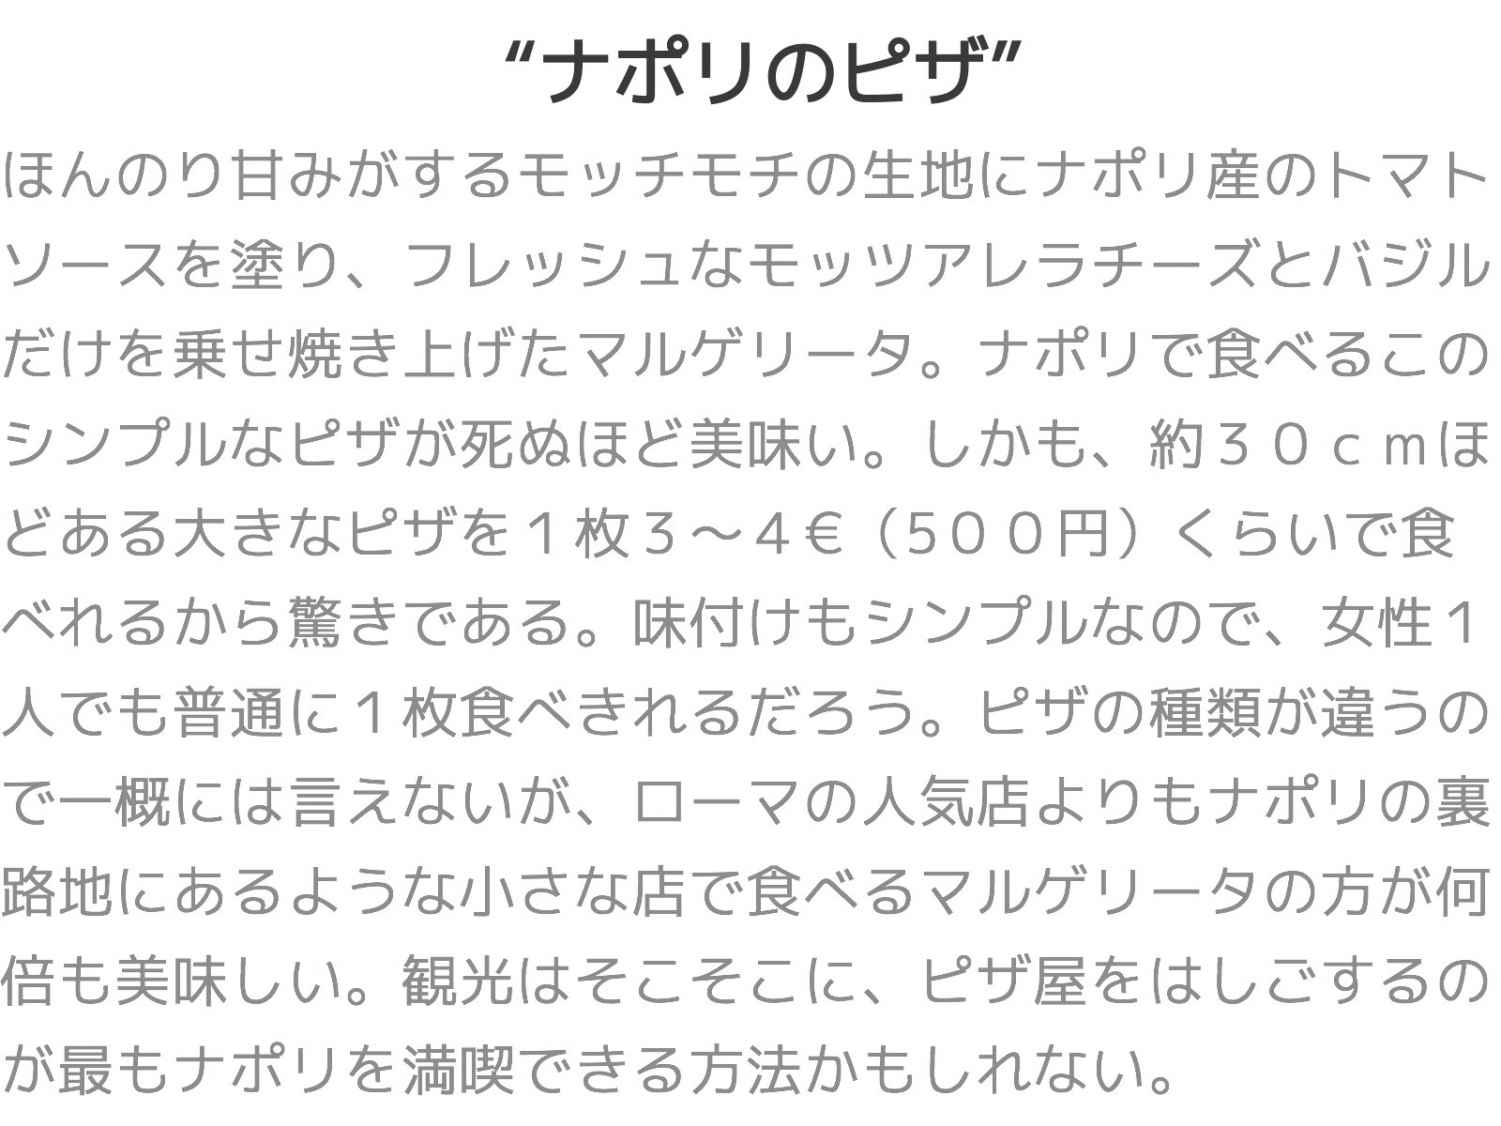 “ナポリのピザ”
ほんのり甘みがするモッチモチの生地にナポリ産のトマト
ソースを塗り、フレッシュなモッツアレラチーズとバジル
だけを乗せ焼き上げたマルゲリータ。ナポリで食べるこの
シンプルなピザが死ぬほど美味い。しかも、約３０ｃｍほ
どある大きなピザを１枚３〜４€（５００円）くらいで食
べれるから驚きである。味付けもシンプルなので、女性１
人でも普通に１枚食べきれるだろう。ピザの種類が違うの
で一概には言えないが、ローマの人気店よりもナポリの裏
路地にあるような小さな店で食べるマルゲリータの方が何
倍も美味しい。観光はそこそこに、ピザ屋をはしごするの
が最もナポリを満喫できる方法かもしれない。